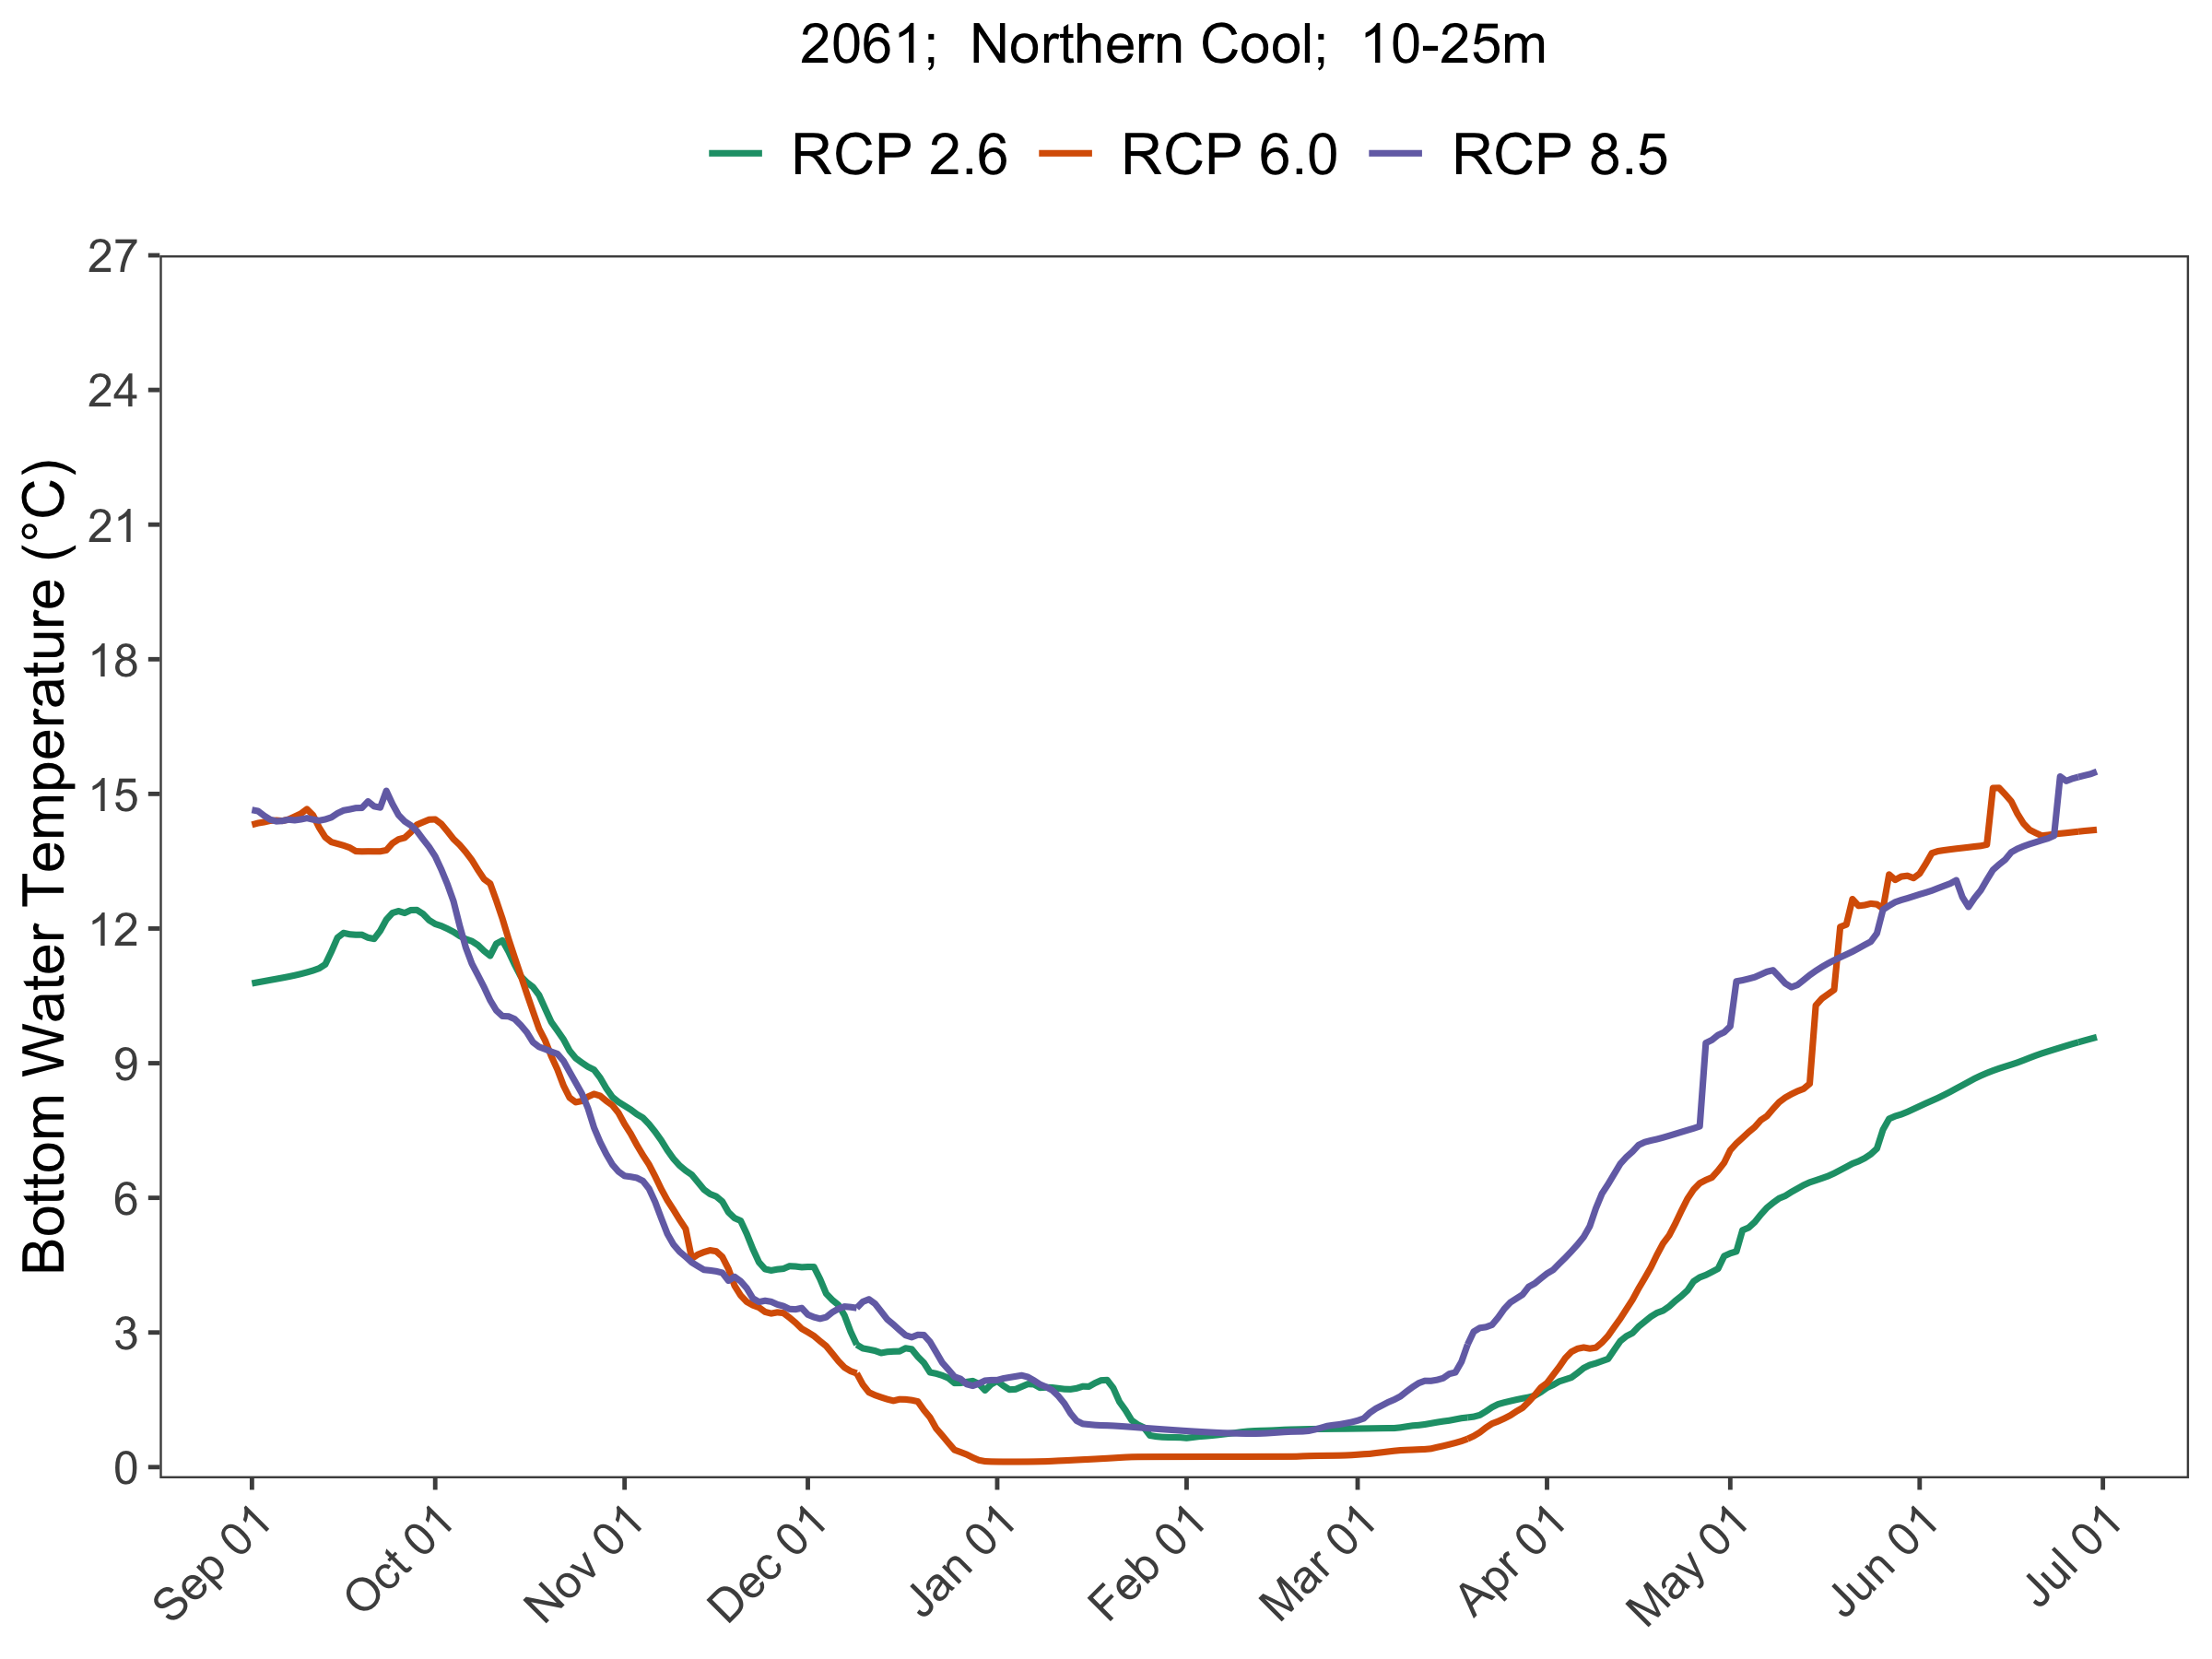 2061;  Northern Cool;  10-25m
RCP 2.6 RCP 6.0 RCP 8.5
Bottom Water Temperature (°C)
27
24
21
18
15
12
9
6
3
0
Sep 01 Oct 01 Nov 01 Dec 01 Jan 01 Feb 01 Mar 01 Apr 01 May 01 Jun 01 Jul 01